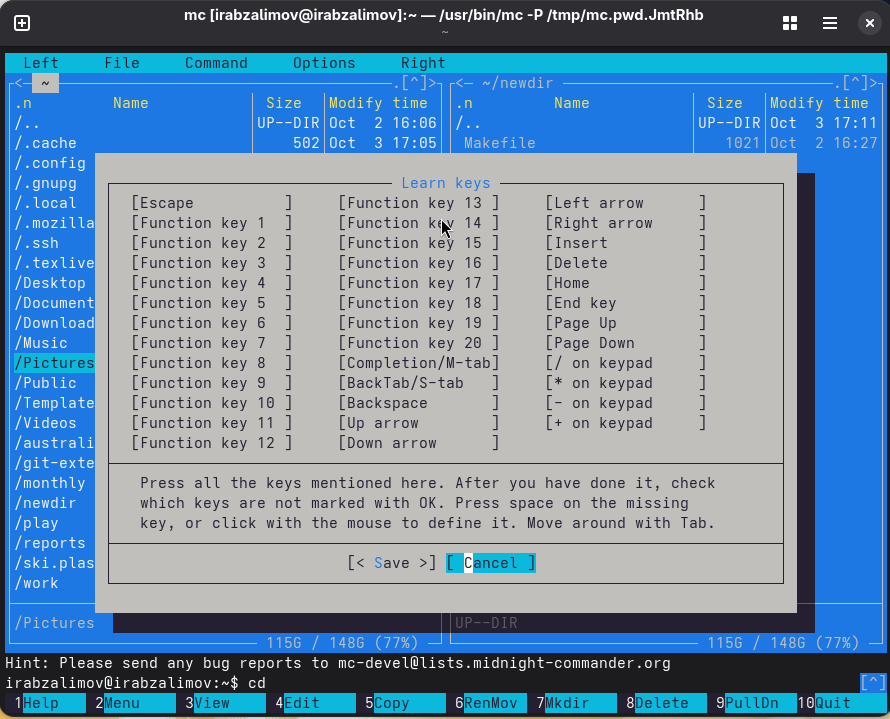 mc [irabzalimov@irabzalimov]:~ — /usr/bin/mc -P /tmp/mc.pwd.JmtRhb
~
Left File Command Options Right
<— ~ .[^]> <— ~/newdir .[^]>
.n Name Size Modify time .n Name Size Modify time
/.. UP--DIR Oct 2 16:06 /.. UP--DIR Oct 3 17:11
/.cache 502 Oct 3 17:05 Makefile 1021 Oct 2 16:27
/.config
/.gnupg
/.local
/.mozilla
/.ssh
/.texlive
/Desktop
/Document
/Download
/Music
/Pictures
/Public
/Template
/Videos
/australi
/git-exte
/monthly
/newdir
/play
/reports
/ski.plas
/work
Learn keys
[Escape ] [Function key 13 ] [Left arrow ]
[Function key 1 ] [Function key 14 ] [Right arrow ]
[Function key 2 ] [Function key 15 ] [Insert ]
[Function key 3 ] [Function key 16 ] [Delete ]
[Function key 4 ] [Function key 17 ] [Home ]
[Function key 5 ] [Function key 18 ] [End key ]
[Function key 6 ] [Function key 19 ] [Page Up ]
[Function key 7 ] [Function key 20 ] [Page Down ]
[Function key 8 ] [Completion/M-tab] [/ on keypad ]
[Function key 9 ] [BackTab/S-tab ] [* on keypad ]
[Function key 10 ] [Backspace ] [- on keypad ]
[Function key 11 ] [Up arrow ] [+ on keypad ]
[Function key 12 ] [Down arrow ]
Press all the keys mentioned here. After you have done it, check
which keys are not marked with OK. Press space on the missing
key, or click with the mouse to define it. Move around with Tab.
[< Save >] [ Cancel ]
/Pictures UP--DIR
115G / 148G (77%) 115G / 148G (77%)
Hint: Please send any bug reports to mc-devel@lists.midnight-commander.org
irabzalimov@irabzalimov:~$ cd [^]
1Help 2Menu 3View 4Edit 5Copy 6RenMov 7Mkdir 8Delete 9PullDn 10Quit